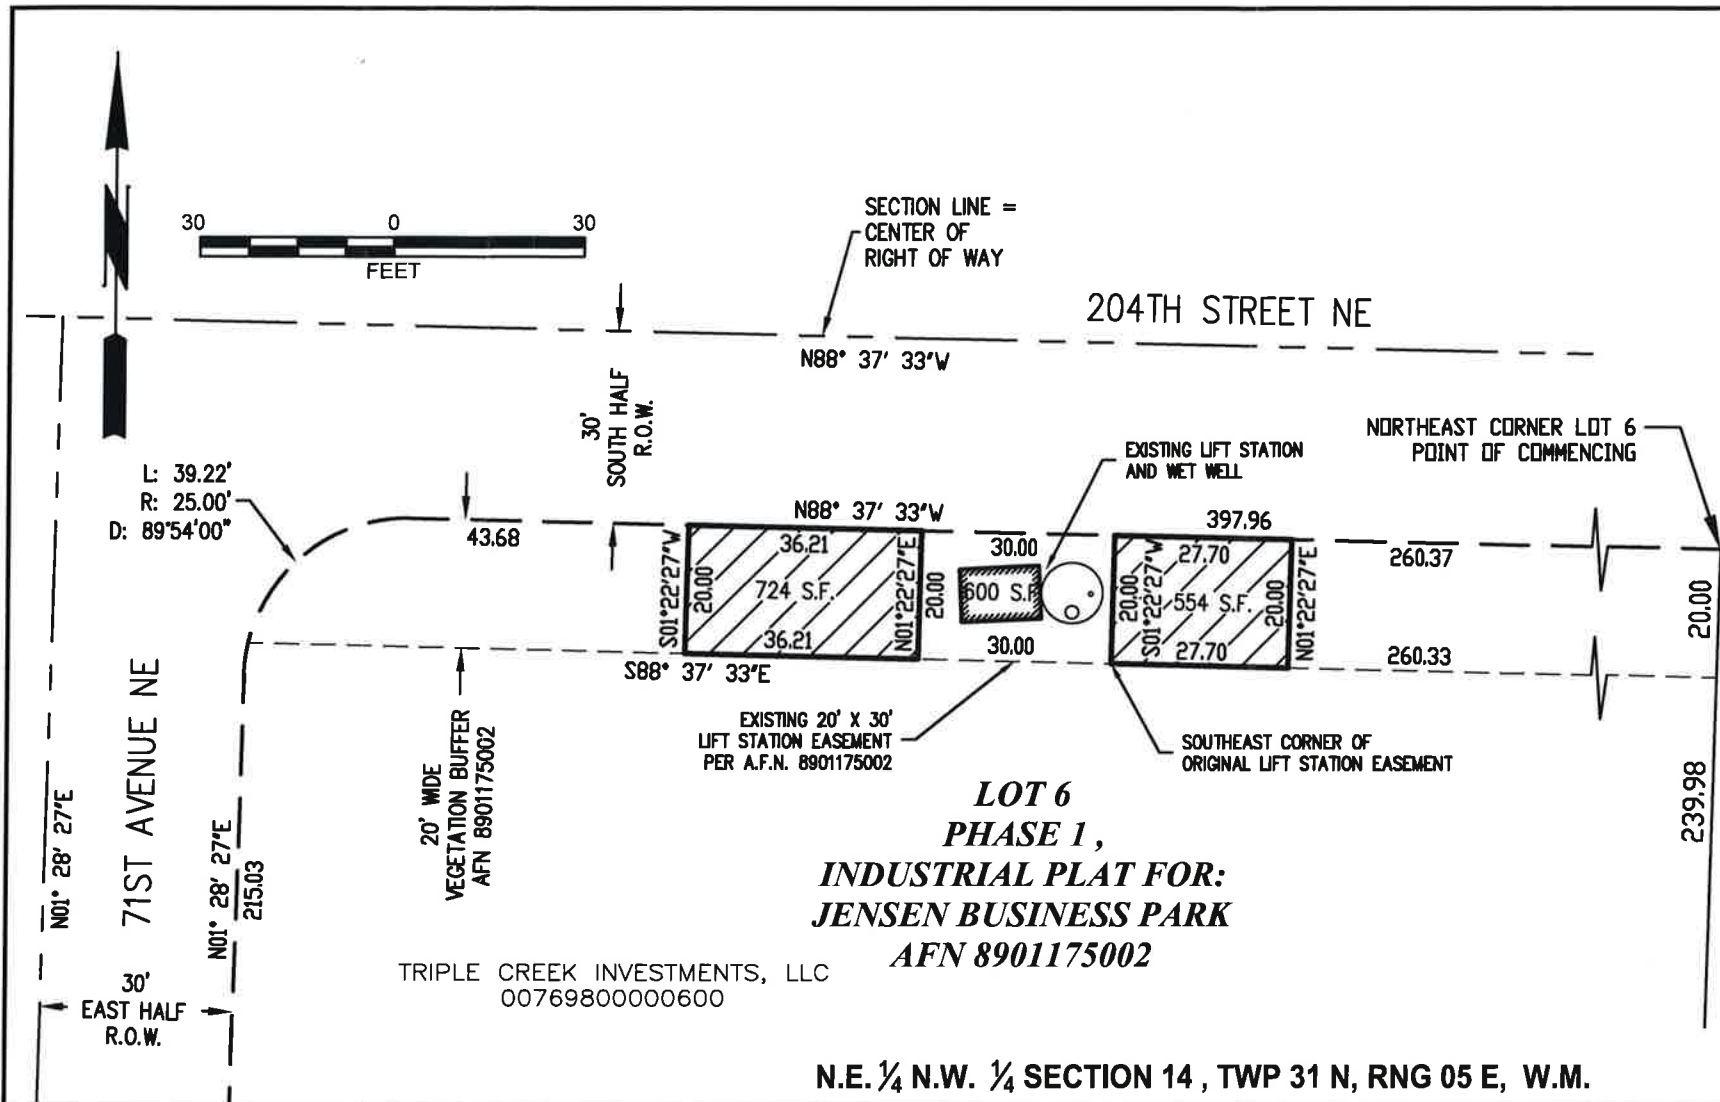 30 0 30
FEET
SECTION LINE =
CENTER OF
RIGHT OF WAY
204TH STREET NE
N88° 37' 33"W
30'
SOUTH HALF
R.O.W.
NORTHEAST CORNER LOT 6
POINT OF COMMENCING
EXISTING LIFT STATION
AND WET WELL
L: 39.22'
R: 25.00'
D: 89°54'00"
43.68
N88° 37' 33"W
397.96
S01°22'27"W
20.00
36.21
724 S.F.
36.21
N01°22'27"E
20.00
30.00
600 S.F
30.00
20.00
S01°22'27"W
27.70
554 S.F.
27.70
20.00
N01°22'27"E
260.37
260.33
20.00
S88° 37' 33"E
EXISTING 20' X 30'
LIFT STATION EASEMENT
PER A.F.N. 8901175002
SOUTHEAST CORNER OF
ORIGINAL LIFT STATION EASEMENT
20' WIDE
VEGETATION BUFFER
AFN 8901175002
71ST AVENUE NE
N01° 28' 27"E
N01° 28' 27"E
215.03
239.98
LOT 6
PHASE 1 ,
INDUSTRIAL PLAT FOR:
JENSEN BUSINESS PARK
AFN 8901175002
TRIPLE CREEK INVESTMENTS, LLC
00769800000600
30'
EAST HALF
R.O.W.
N.E. ¼ N.W. ¼ SECTION 14 , TWP 31 N, RNG 05 E, W.M.